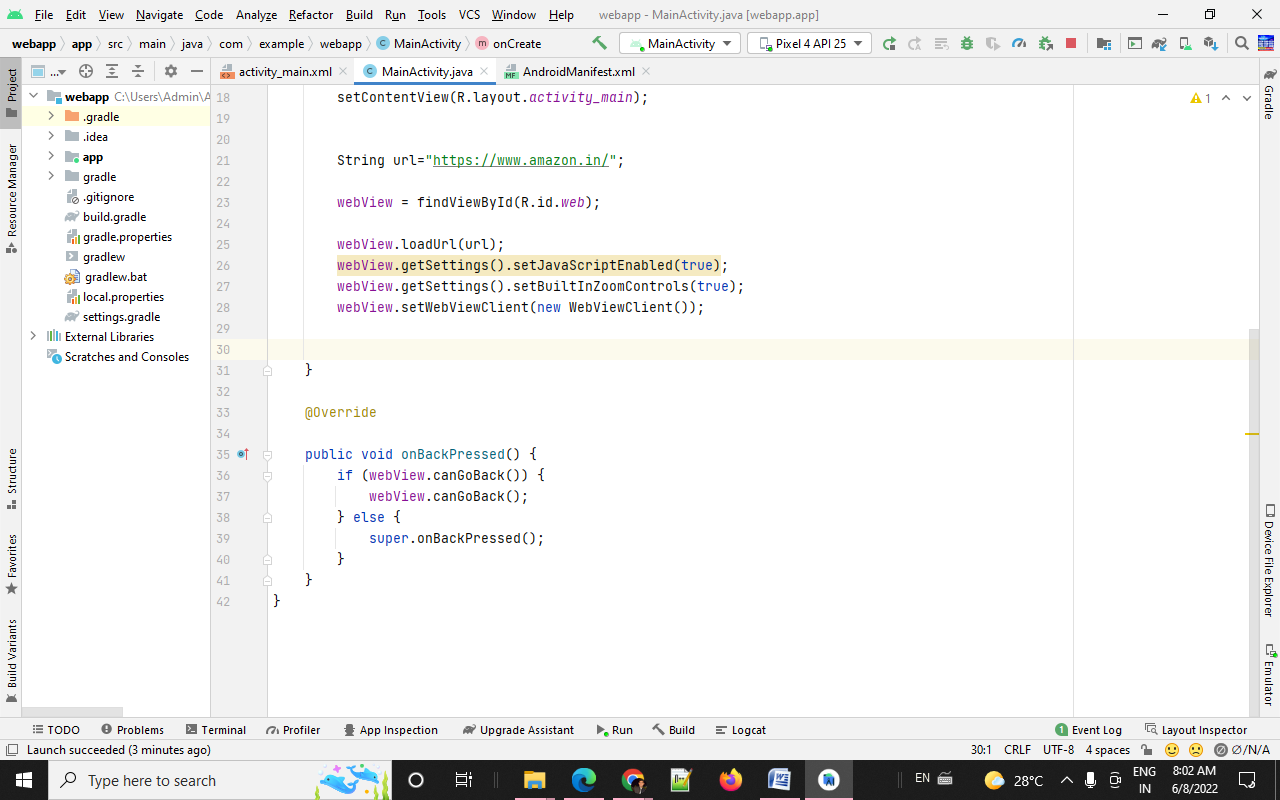 File Edit View Navigate Code Analyze Refactor Build Run Tools VCS Window Help webapp - MainActivity.java [webapp.app]
webapp app src main java com example webapp C MainActivity m onCreate MainActivity Pixel 4 API 25
... activity_main.xml C MainActivity.java MF AndroidManifest.xml
Project
Resource Manager
Structure
Favorites
Build Variants
webapp C:\Users\Admin\A
.gradle
.idea
app
gradle
.gitignore
build.gradle
gradle.properties
gradlew
gradlew.bat
local.properties
settings.gradle
External Libraries
Scratches and Consoles
18 setContentView(R.layout.activity_main);
19
20
21 String url="https://www.amazon.in/";
22
23 webView = findViewById(R.id.web);
24
25 webView.loadUrl(url);
26 webView.getSettings().setJavaScriptEnabled(true);
27 webView.getSettings().setBuiltInZoomControls(true);
28 webView.setWebViewClient(new WebViewClient());
29
30
31 }
32
33 @Override
34
35 public void onBackPressed() {
36 if (webView.canGoBack()) {
37 webView.canGoBack();
38 } else {
39 super.onBackPressed();
40 }
41 }
42 }
1
Gradle
Device File Explorer
Emulator
TODO Problems Terminal Profiler App Inspection Upgrade Assistant Run Build Logcat 1 Event Log Layout Inspector
Launch succeeded (3 minutes ago) 30:1 CRLF UTF-8 4 spaces Ø/N/A
Type here to search EN 28°C ENG 8:02 AM
IN 6/8/2022